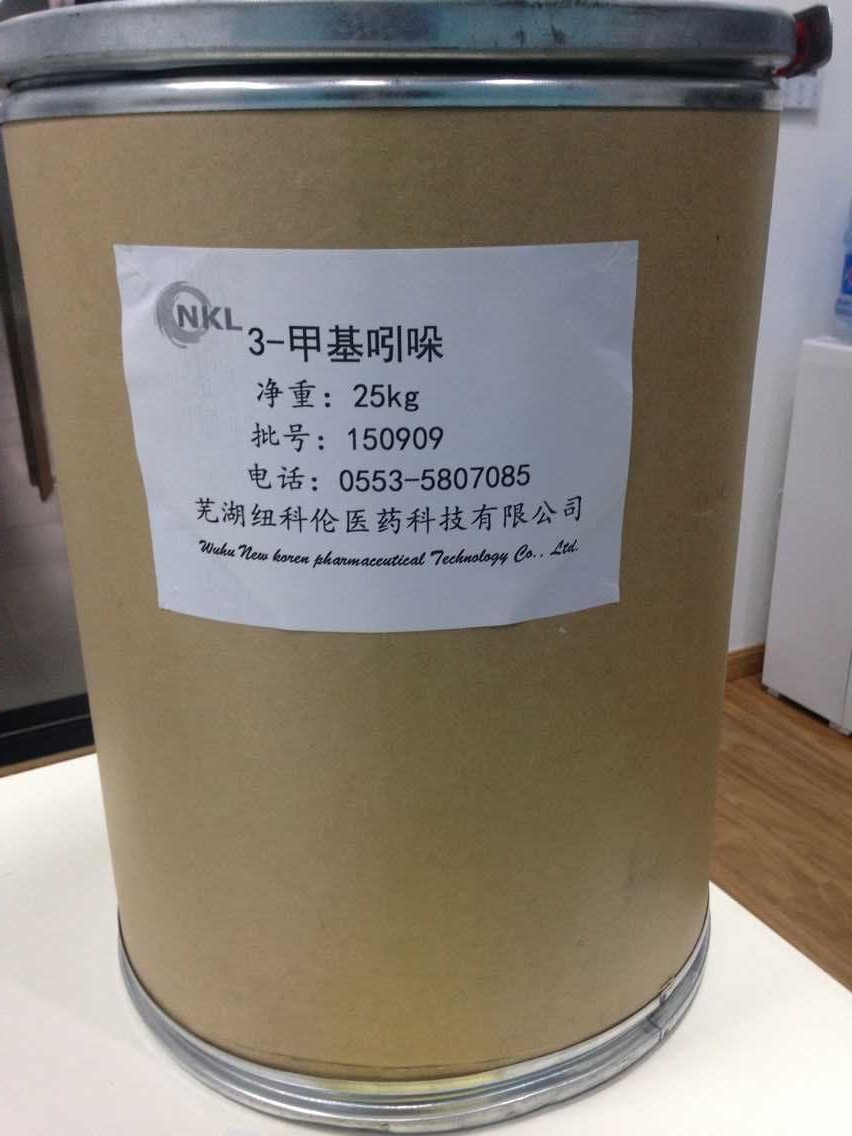 NKL
3-甲基吲哚
净重：25kg
批号：150909
电话：0553-5807085
芜湖纽科伦医药科技有限公司
Wuhu New koren pharmaceutical Technology Co., Ltd.